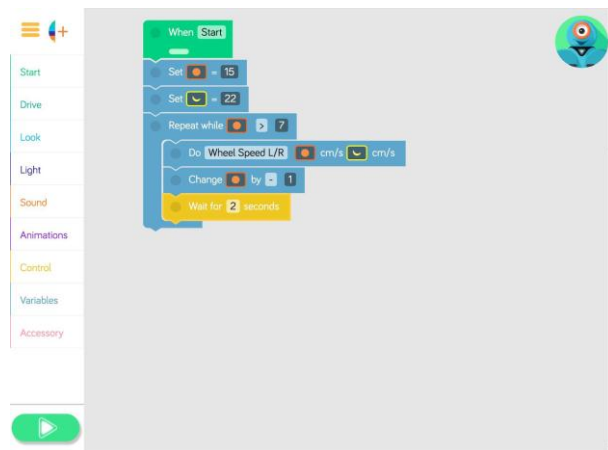 Start
Drive
Look
Light
Sound
Animations
Control
Variables
Accessory
When Start
Set = 15
Set = 22
Repeat while > 7
Do Wheel Speed L/R cm/s cm/s
Change by - 1
Wait for 2 seconds